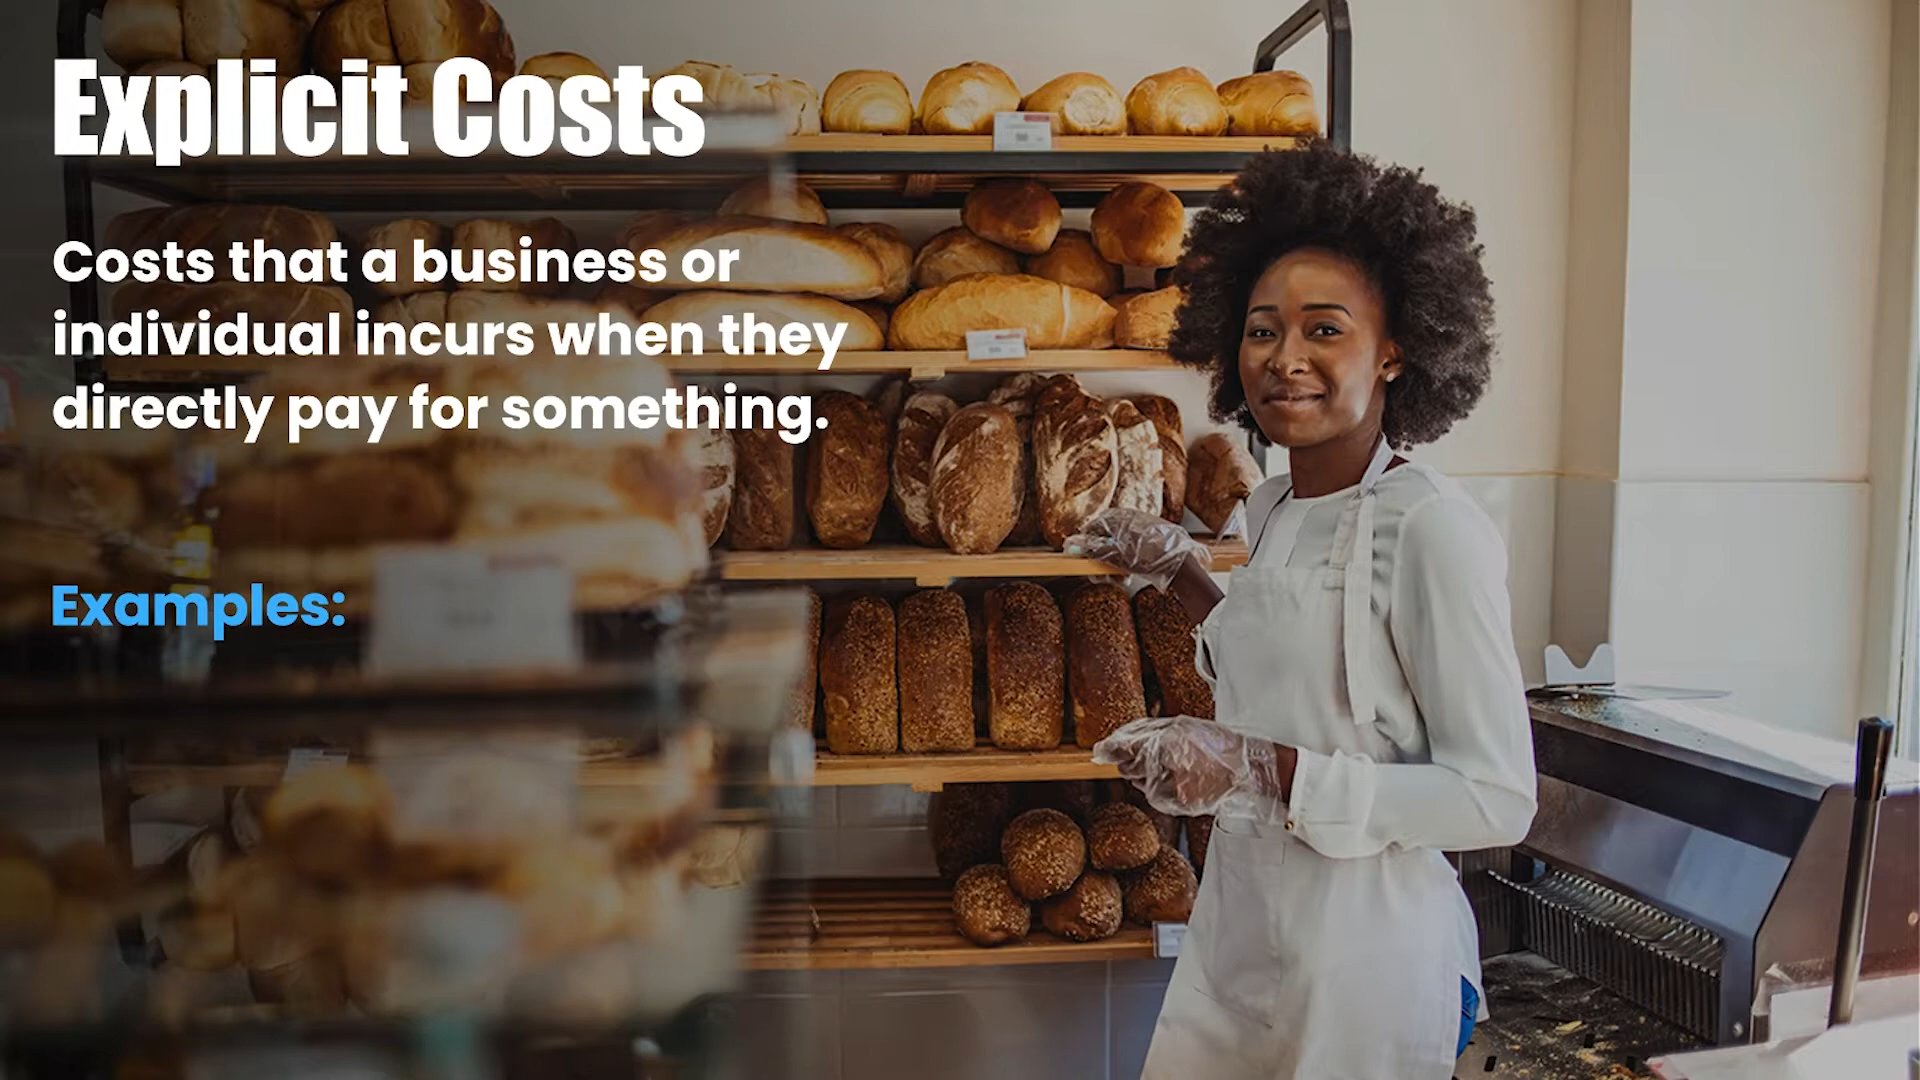 Explicit Costs
Costs that a business or
individual incurs when they
directly pay for something.
Examples: